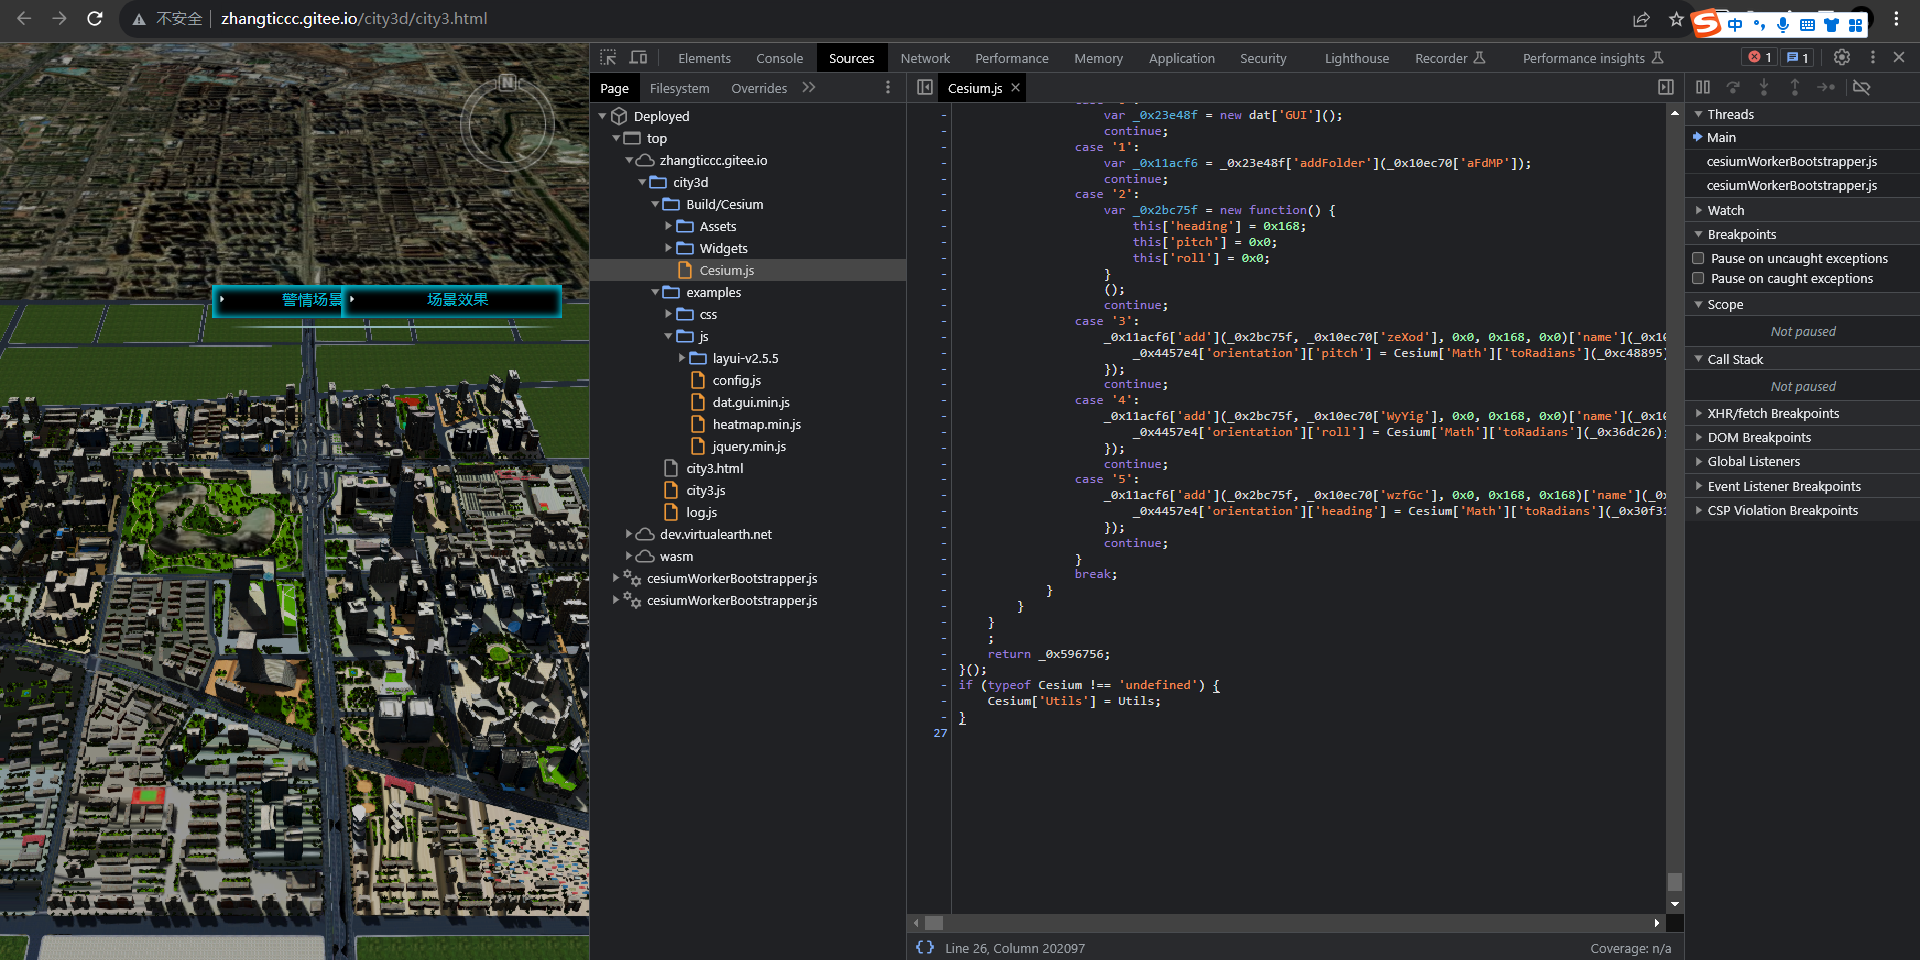 不安全 zhangticcc.gitee.io/city3d/city3.html
中
Elements Console Sources Network Performance Memory Application Security Lighthouse Recorder Performance insights 1 1
Page Filesystem Overrides
Cesium.js
N
警情场景
场景效果
Deployed
top
zhangticcc.gitee.io
city3d
Build/Cesium
Assets
Widgets
Cesium.js
examples
css
js
layui-v2.5.5
config.js
dat.gui.min.js
heatmap.min.js
jquery.min.js
city3.html
city3.js
log.js
dev.virtualearth.net
wasm
cesiumWorkerBootstrapper.js
cesiumWorkerBootstrapper.js
var _0x23e48f = new dat['GUI']();
continue;
case '1':
var _0x11acf6 = _0x23e48f['addFolder'](_0x10ec70['aFdMP']);
continue;
case '2':
var _0x2bc75f = new function() {
this['heading'] = 0x168;
this['pitch'] = 0x0;
this['roll'] = 0x0;
}
();
continue;
case '3':
_0x11acf6['add'](_0x2bc75f, _0x10ec70['zeXod'], 0x0, 0x168, 0x0)['name'](_0x10
_0x4457e4['orientation']['pitch'] = Cesium['Math']['toRadians'](_0xc48895)
});
continue;
case '4':
_0x11acf6['add'](_0x2bc75f, _0x10ec70['WyYig'], 0x0, 0x168, 0x0)['name'](_0x10
_0x4457e4['orientation']['roll'] = Cesium['Math']['toRadians'](_0x36dc26);
});
continue;
case '5':
_0x11acf6['add'](_0x2bc75f, _0x10ec70['wzfGc'], 0x0, 0x168, 0x168)['name'](_0x
_0x4457e4['orientation']['heading'] = Cesium['Math']['toRadians'](_0x30f31
});
continue;
}
break;
}
}
}
;
return _0x596756;
}();
if (typeof Cesium !== 'undefined') {
Cesium['Utils'] = Utils;
}
27
{} Line 26, Column 202097
Coverage: n/a
Threads
Main
cesiumWorkerBootstrapper.js
cesiumWorkerBootstrapper.js
Watch
Breakpoints
Pause on uncaught exceptions
Pause on caught exceptions
Scope
Not paused
Call Stack
Not paused
XHR/fetch Breakpoints
DOM Breakpoints
Global Listeners
Event Listener Breakpoints
CSP Violation Breakpoints